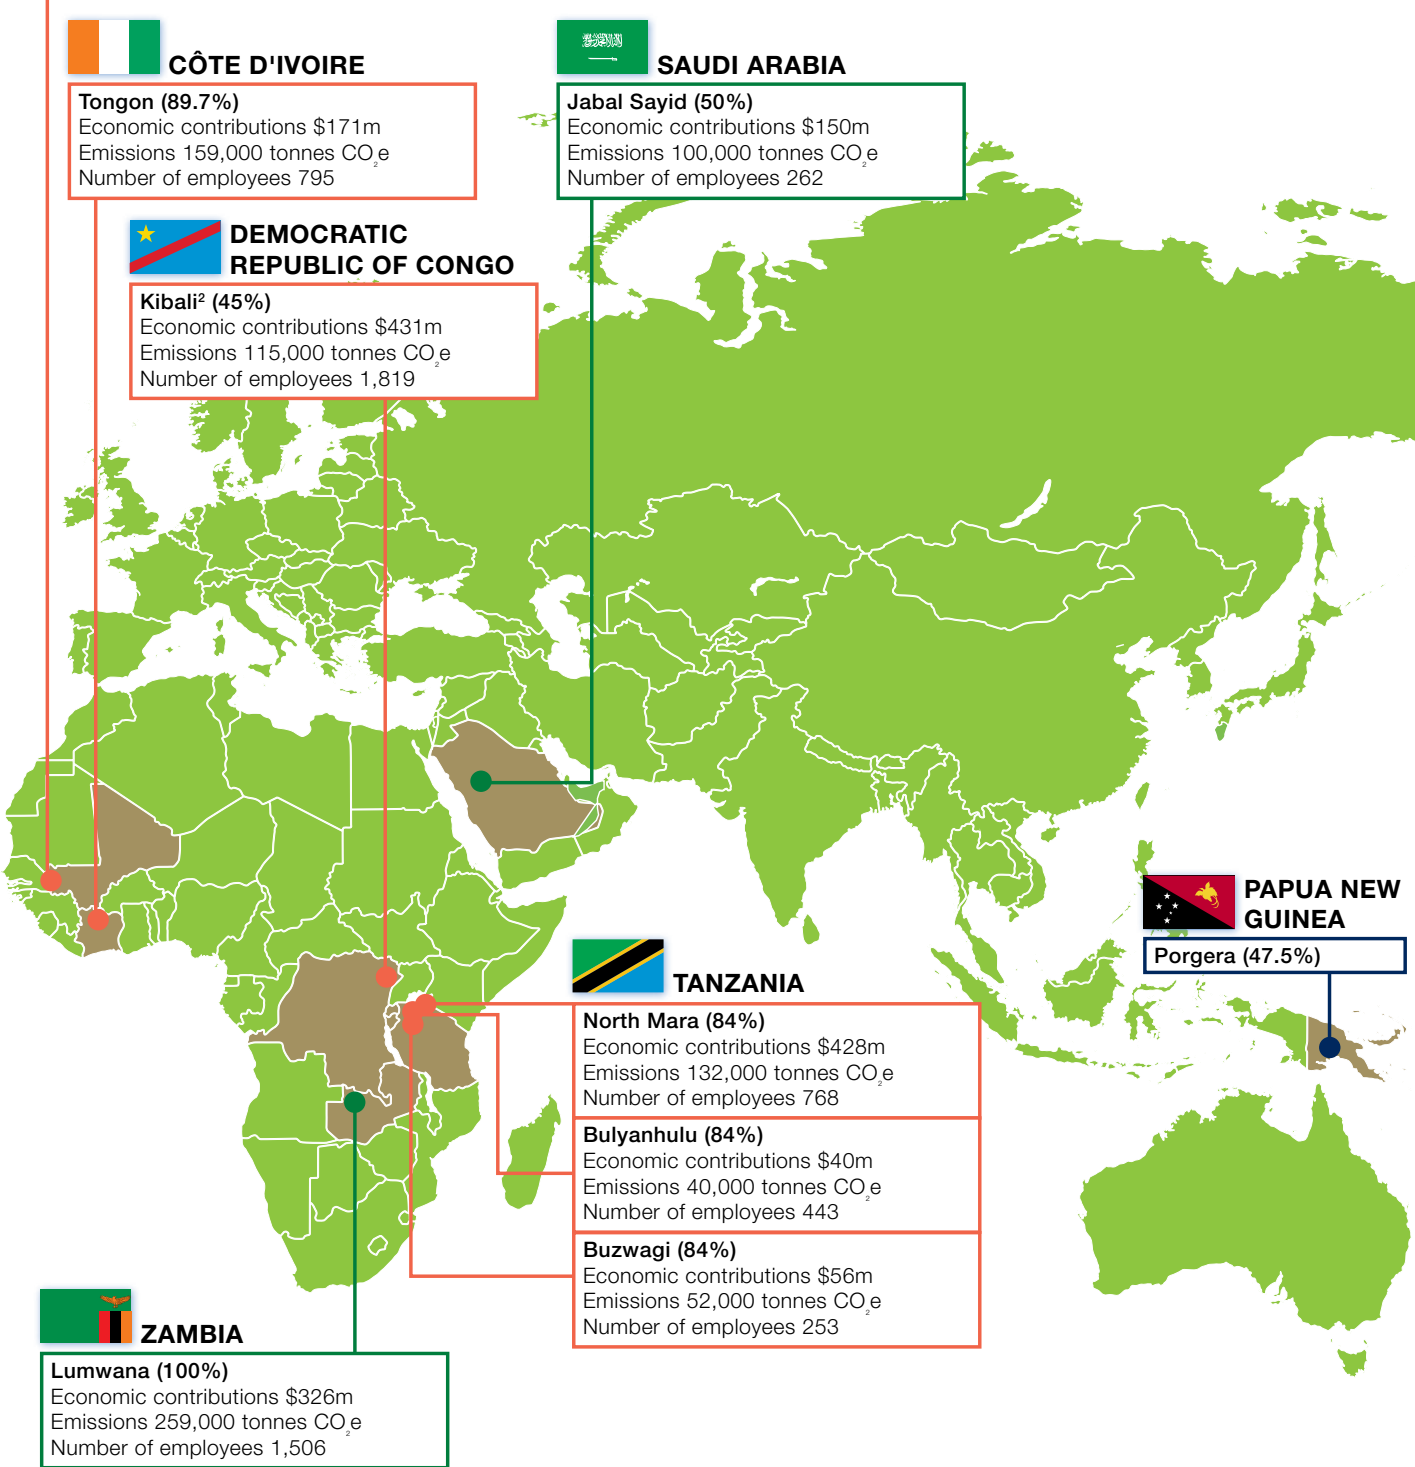 CÔTE D'IVOIRE
Tongon (89.7%)
Economic contributions $171m
Emissions 159,000 tonnes CO₂e
Number of employees 795
SAUDI ARABIA
Jabal Sayid (50%)
Economic contributions $150m
Emissions 100,000 tonnes CO₂e
Number of employees 262
DEMOCRATIC
REPUBLIC OF CONGO
Kibali² (45%)
Economic contributions $431m
Emissions 115,000 tonnes CO₂e
Number of employees 1,819
PAPUA NEW
GUINEA
Porgera (47.5%)
TANZANIA
North Mara (84%)
Economic contributions $428m
Emissions 132,000 tonnes CO₂e
Number of employees 768
Bulyanhulu (84%)
Economic contributions $40m
Emissions 40,000 tonnes CO₂e
Number of employees 443
Buzwagi (84%)
Economic contributions $56m
Emissions 52,000 tonnes CO₂e
Number of employees 253
ZAMBIA
Lumwana (100%)
Economic contributions $326m
Emissions 259,000 tonnes CO₂e
Number of employees 1,506